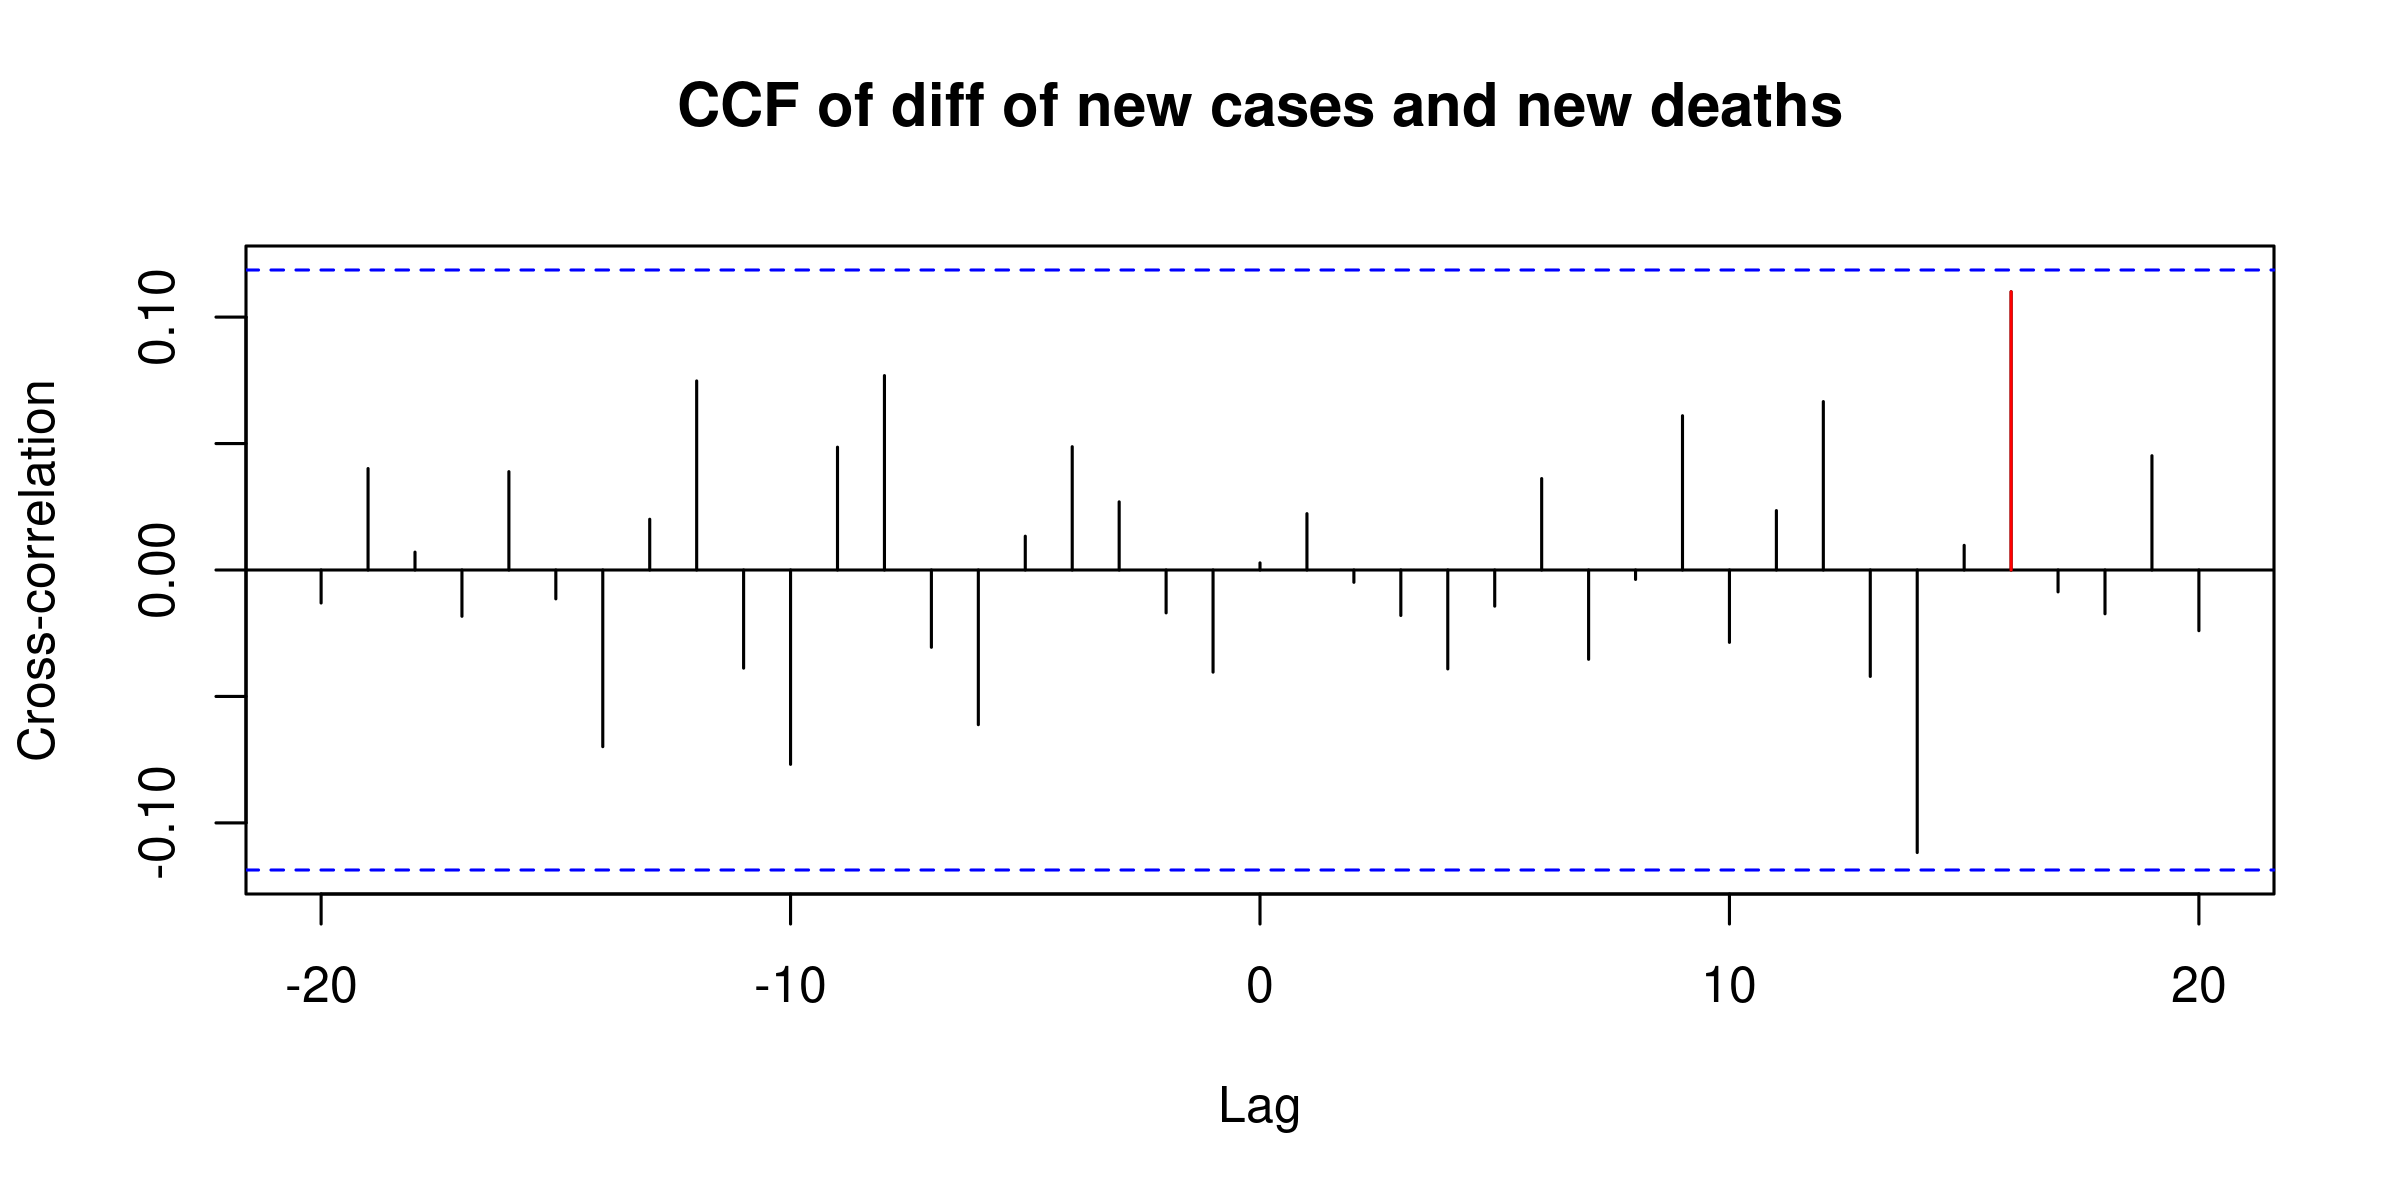 CCF of diff of new cases and new deaths
Cross-correlation
0.10
0.00
-0.10
-20 -10 0 10 20
Lag